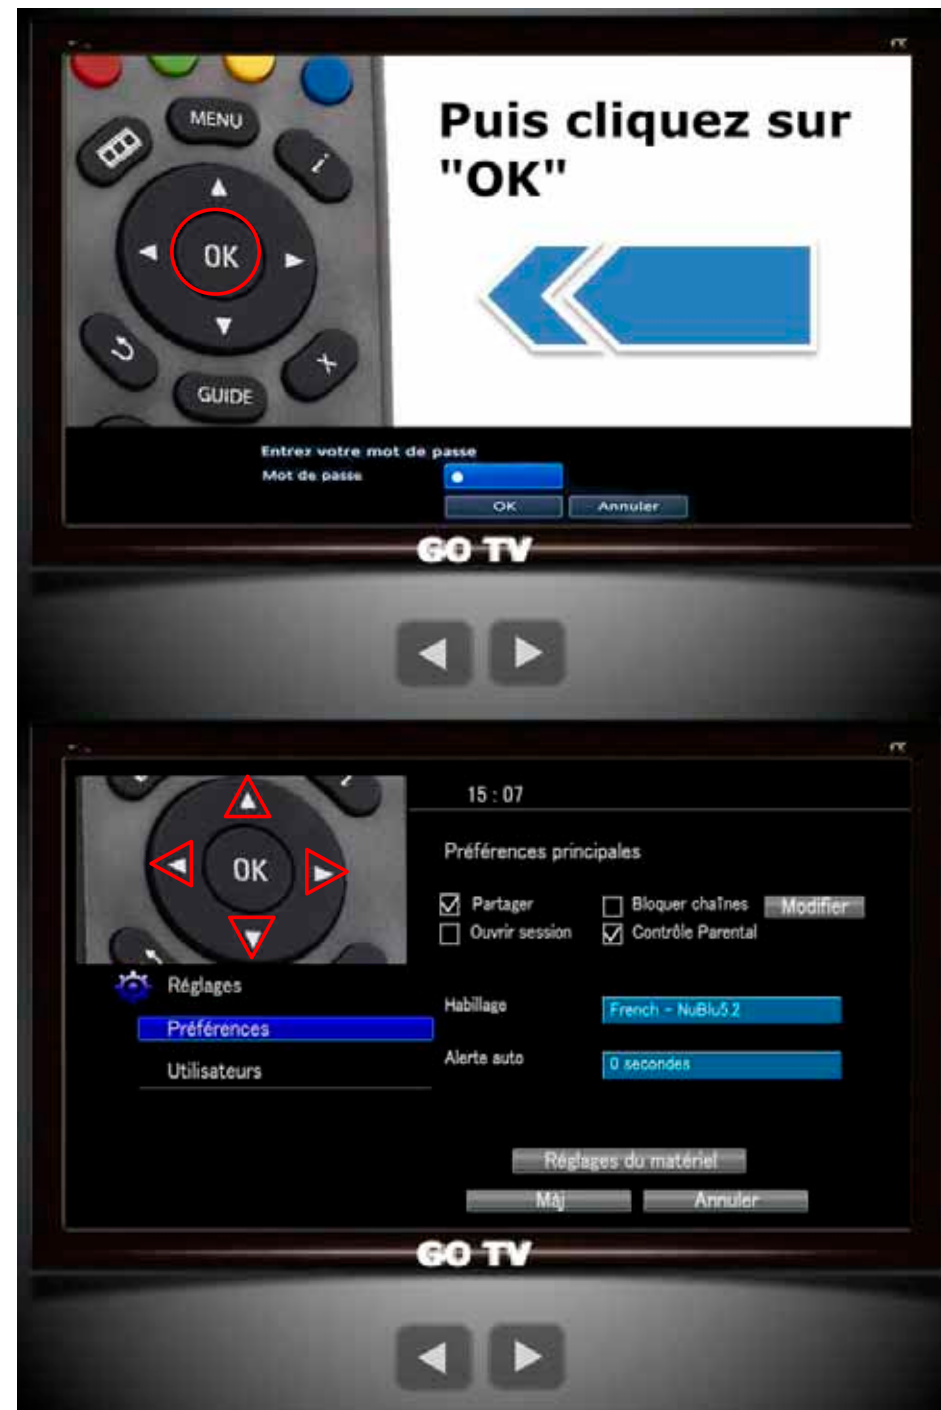 MENU
i
OK
GUIDE
Puis cliquez sur
"OK"
Entrez votre mot de passe
Mot de passe
OK
Annuler
GO TV
OK
15 : 07
Préférences principales
Partager
Bloquer chaînes
Modifier
Ouvrir session
Contrôle Parental
Réglages
Préférences
Utilisateurs
Habillage
French - NuBlu5.2
Alerte auto
0 secondes
Réglages du matériel
Màj
Annuler
GO TV